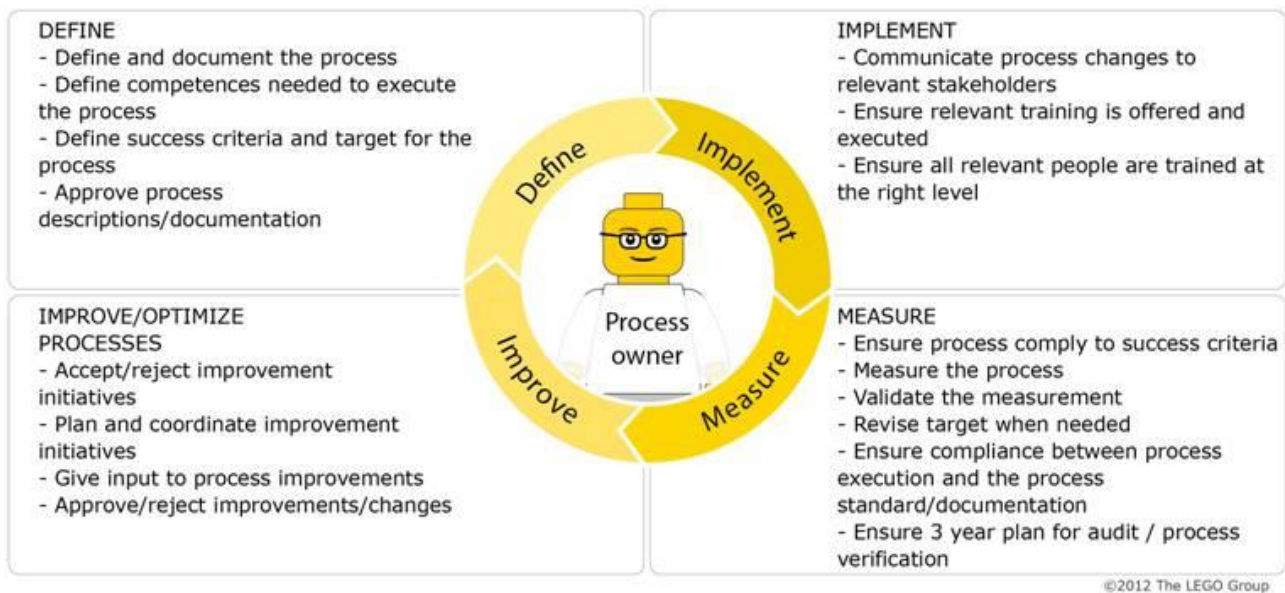 DEFINE
- Define and document the process
- Define competences needed to execute
the process
- Define success criteria and target for the
process
- Approve process
descriptions/documentation
IMPLEMENT
- Communicate process changes to
relevant stakeholders
- Ensure relevant training is offered and
executed
- Ensure all relevant people are trained at
the right level
Define
Implement
Process
owner
Improve
Measure
IMPROVE/OPTIMIZE
PROCESSES
- Accept/reject improvement
initiatives
- Plan and coordinate improvement
initiatives
- Give input to process improvements
- Approve/reject improvements/changes
MEASURE
- Ensure process comply to success criteria
- Measure the process
- Validate the measurement
- Revise target when needed
- Ensure compliance between process
execution and the process
standard/documentation
- Ensure 3 year plan for audit / process
verification
©2012 The LEGO Group